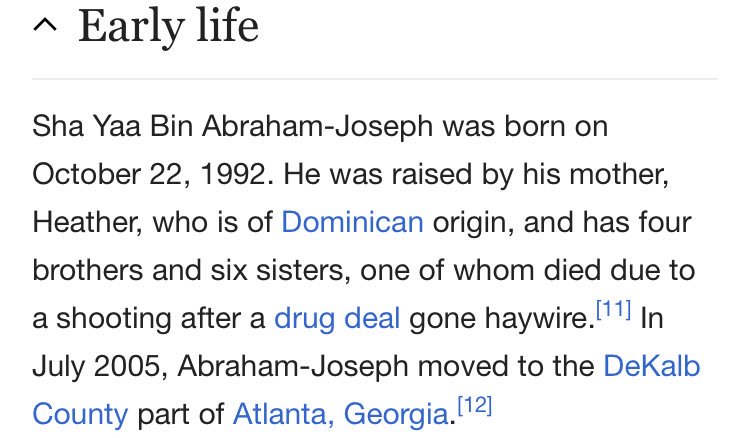 Early life
Sha Yaa Bin Abraham-Joseph was born on
October 22, 1992. He was raised by his mother,
Heather, who is of Dominican origin, and has four
brothers and six sisters, one of whom died due to
a shooting after a drug deal gone haywire.[11] In
July 2005, Abraham-Joseph moved to the DeKalb
County part of Atlanta, Georgia.[12]